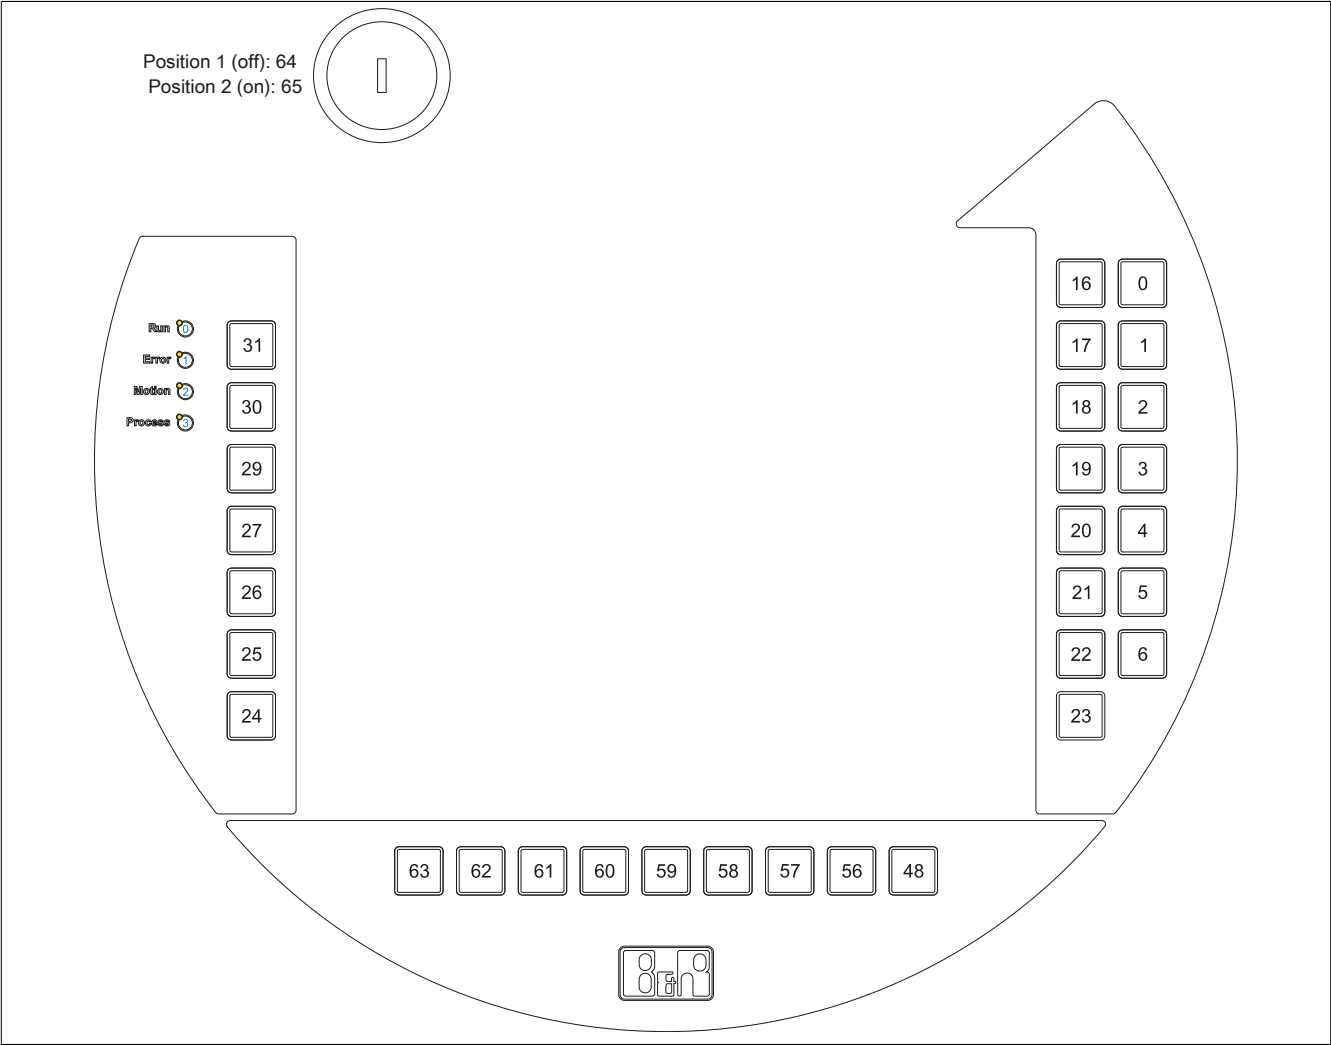 Position 1 (off): 64
Position 2 (on): 65
16 0
Run 0
31
17 1
Error 1
Motion 2
30
18 2
Process 3
29
19 3
27
20 4
26
21 5
25
22 6
24
23
63 62 61 60 59 58 57 56 48
B&R